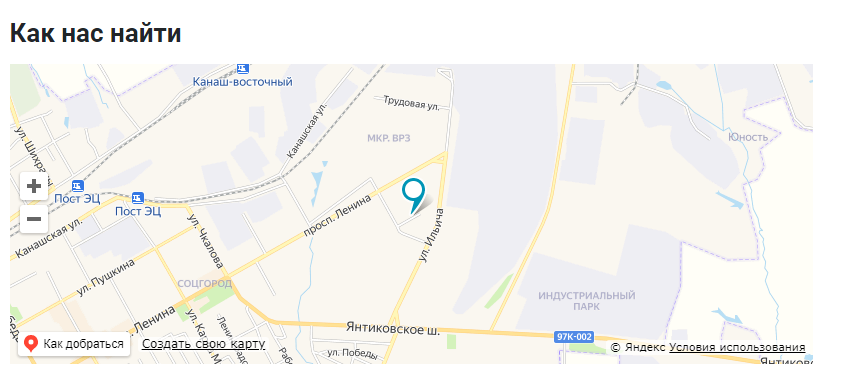 Как нас найти
Канаш-восточный
Трудовая ул.
Канашская ул.
МКР. ВРЗ
Юность
ул. Шихраны
Пост ЭЦ
Пост ЭЦ
просп. Ленина
ул. Ильича
Канашская ул.
ул. Чкалова
ул. Пушкина
СОЦГОРОД
ИНДУСТРИАЛЬНЫЙ
ПАРК
Ленина
Янтиковское ш.
97К-002
Как добраться
Создать свою карту
ул. Победы
© Яндекс Условия использования